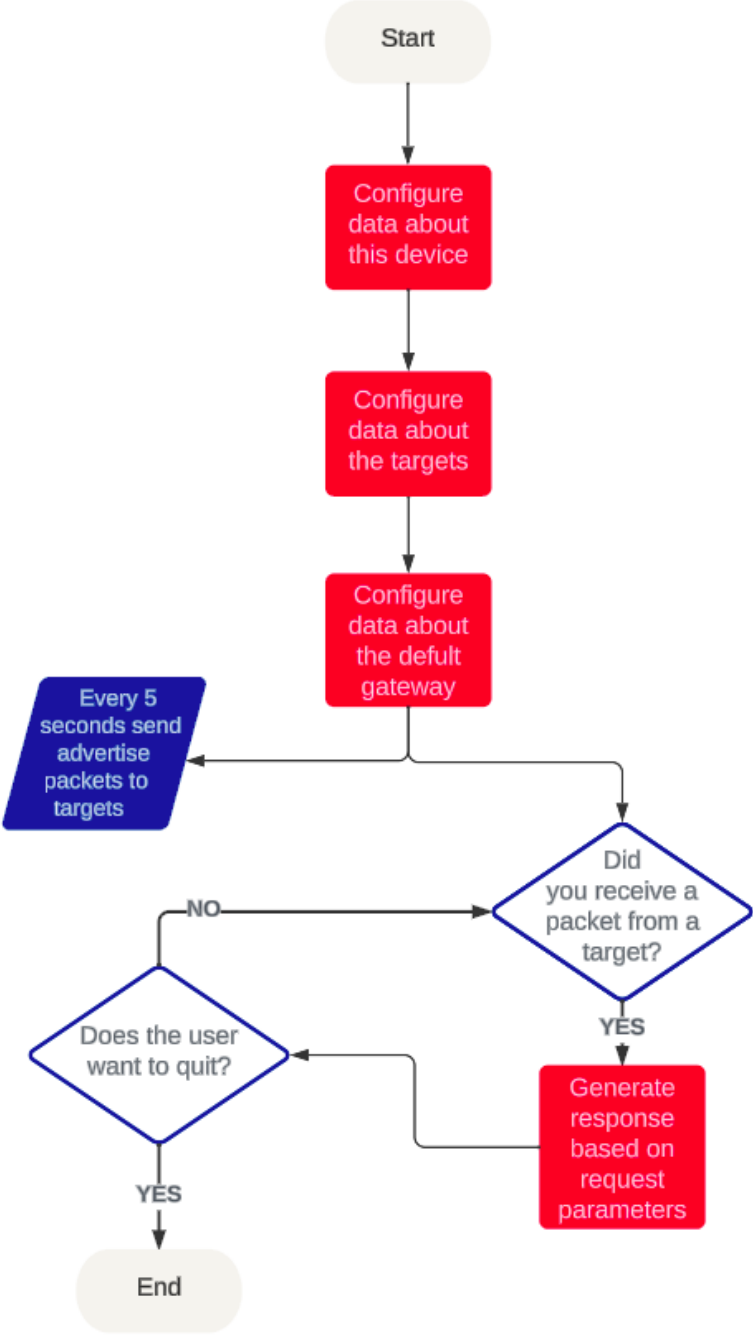 Start
Configure
data about
this device
Configure
data about
the targets
Configure
data about
the defult
gateway
Every 5
seconds send
advertise
packets to
targets
Did
you receive a
packet from a
target?
NO
YES
Does the user
want to quit?
Generate
response
based on
request
parameters
YES
End